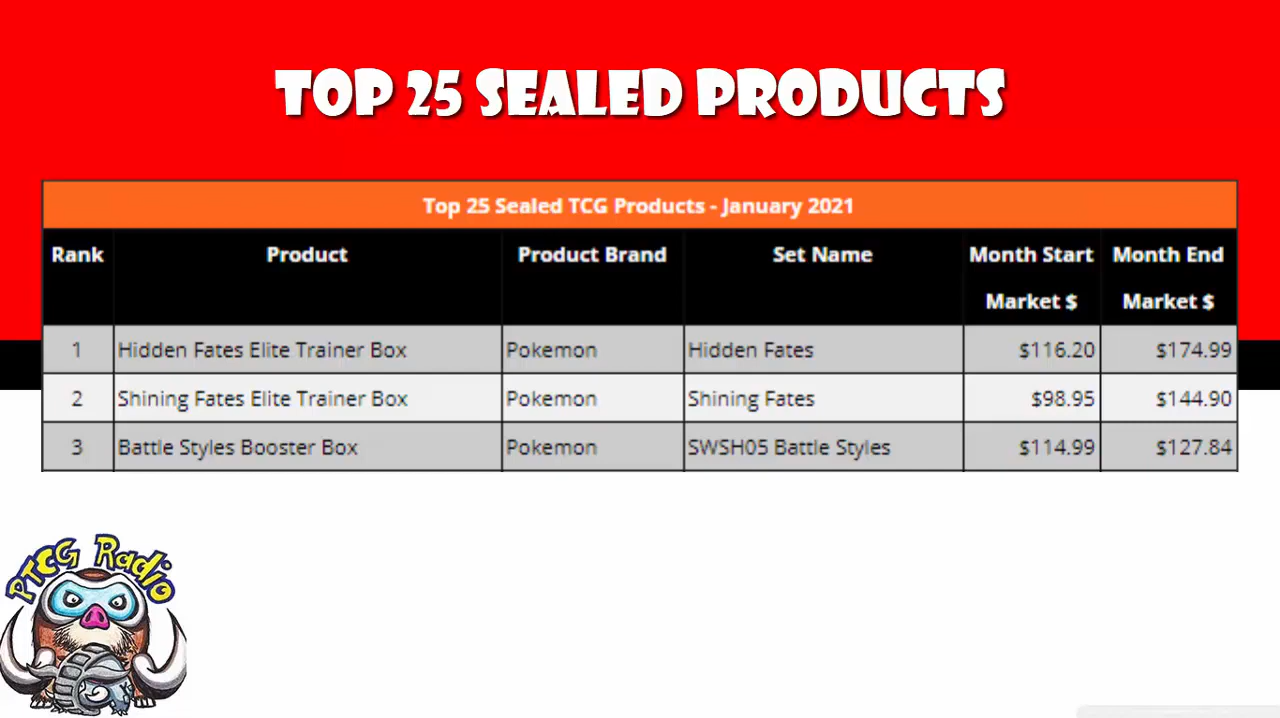 TOP 25 SEALED PRODUCTS
Top 25 Sealed TCG Products - January 2021
Rank Product Product Brand Set Name Month Start Market $ Month End Market $
1 Hidden Fates Elite Trainer Box Pokemon Hidden Fates $116.20 $174.99
2 Shining Fates Elite Trainer Box Pokemon Shining Fates $98.95 $144.90
3 Battle Styles Booster Box Pokemon SWSH05 Battle Styles $114.99 $127.84
PTCG Radio